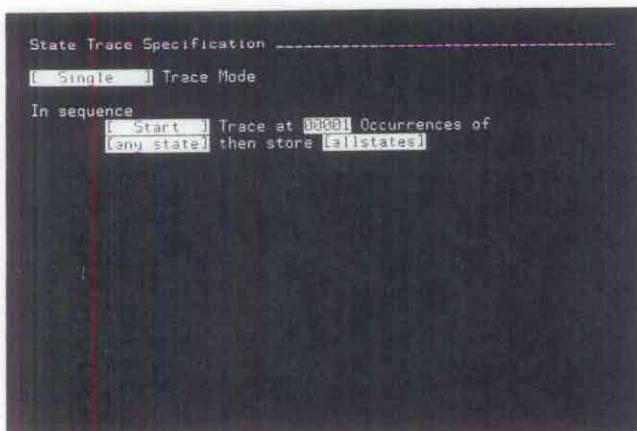 State Trace Specification ----------------------------------------
[ Single ] Trace Mode
In sequence
[ Start ] Trace at 00001 Occurrences of
[any state] then store [allstates]